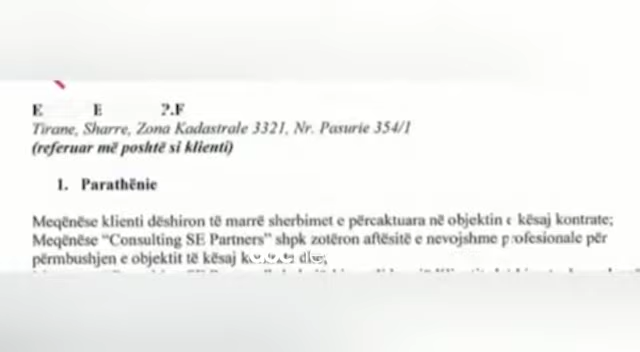 E E ?.F
Tirane, Sharre, Zona Kadastrale 3321, Nr. Pasurie 354/1
(referuar më poshtë si klienti)
1. Parathënie
Meqënëse klienti dëshiron të marrë sherbimet e përcaktuara në objektin e kësaj kontrate;
Meqënëse "Consulting SE Partners" shpk zotëron aftësitë e nevojshme profesionale për
përmbushjen e objektit të kësaj dhe;